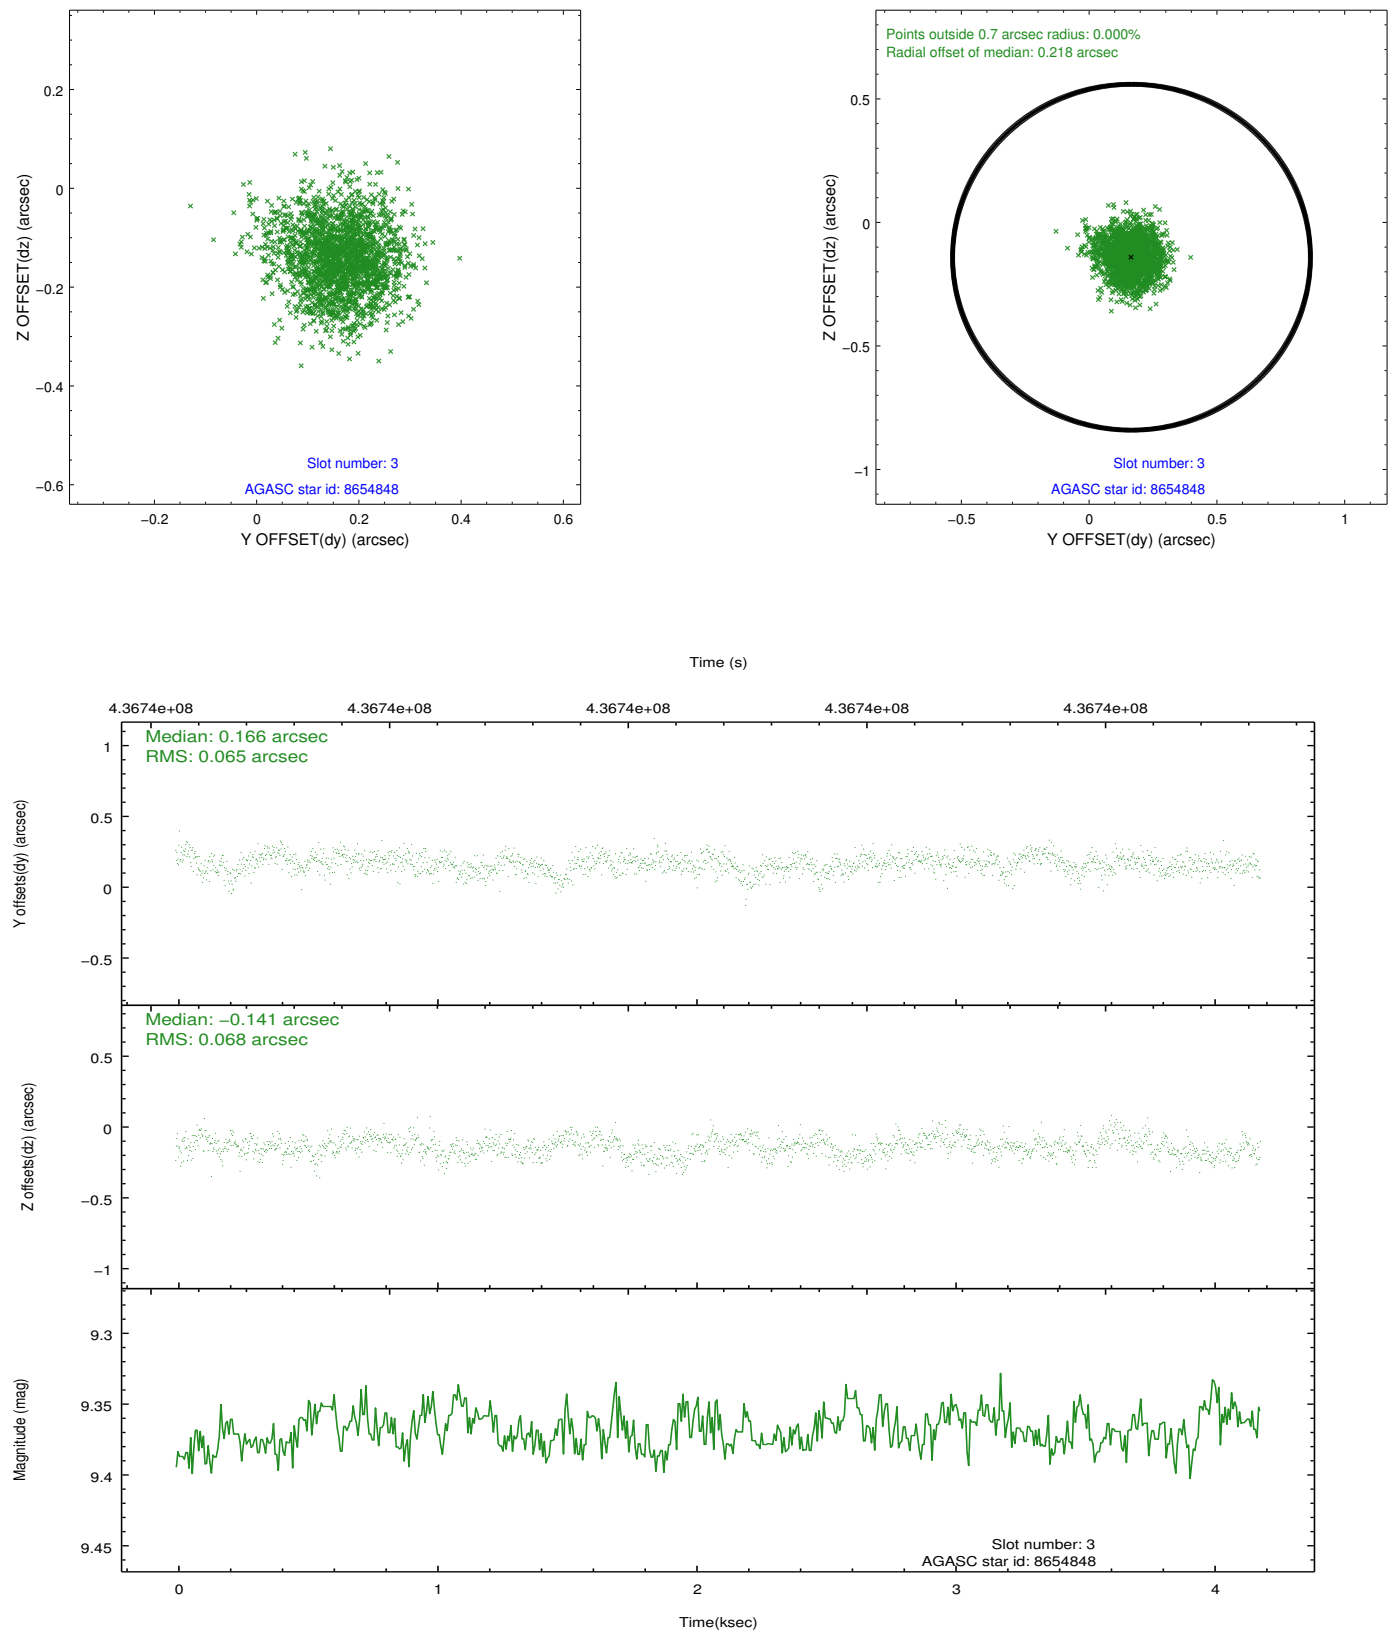 Points outside 0.7 arcsec radius: 0.000%
Radial offset of median: 0.218 arcsec
0.2
0
−0.2
−0.4
−0.6
Z OFFSET(dz) (arcsec)
Slot number: 3
AGASC star id: 8654848
−0.2
0
0.2
0.4
0.6
Y OFFSET(dy) (arcsec)
0.5
0
−0.5
−1
Z OFFSET(dz) (arcsec)
Slot number: 3
AGASC star id: 8654848
−0.5
0
0.5
1
Y OFFSET(dy) (arcsec)
Time (s)
4.3674e+08
4.3674e+08
4.3674e+08
4.3674e+08
4.3674e+08
Median: 0.166 arcsec
RMS: 0.065 arcsec
1
0.5
0
−0.5
Y offsets(dy) (arcsec)
Median: −0.141 arcsec
RMS: 0.068 arcsec
0.5
0
−0.5
−1
Z offsets(dz) (arcsec)
9.3
9.35
9.4
9.45
Magnitude (mag)
Slot number: 3
AGASC star id: 8654848
0
1
2
3
4
Time(ksec)